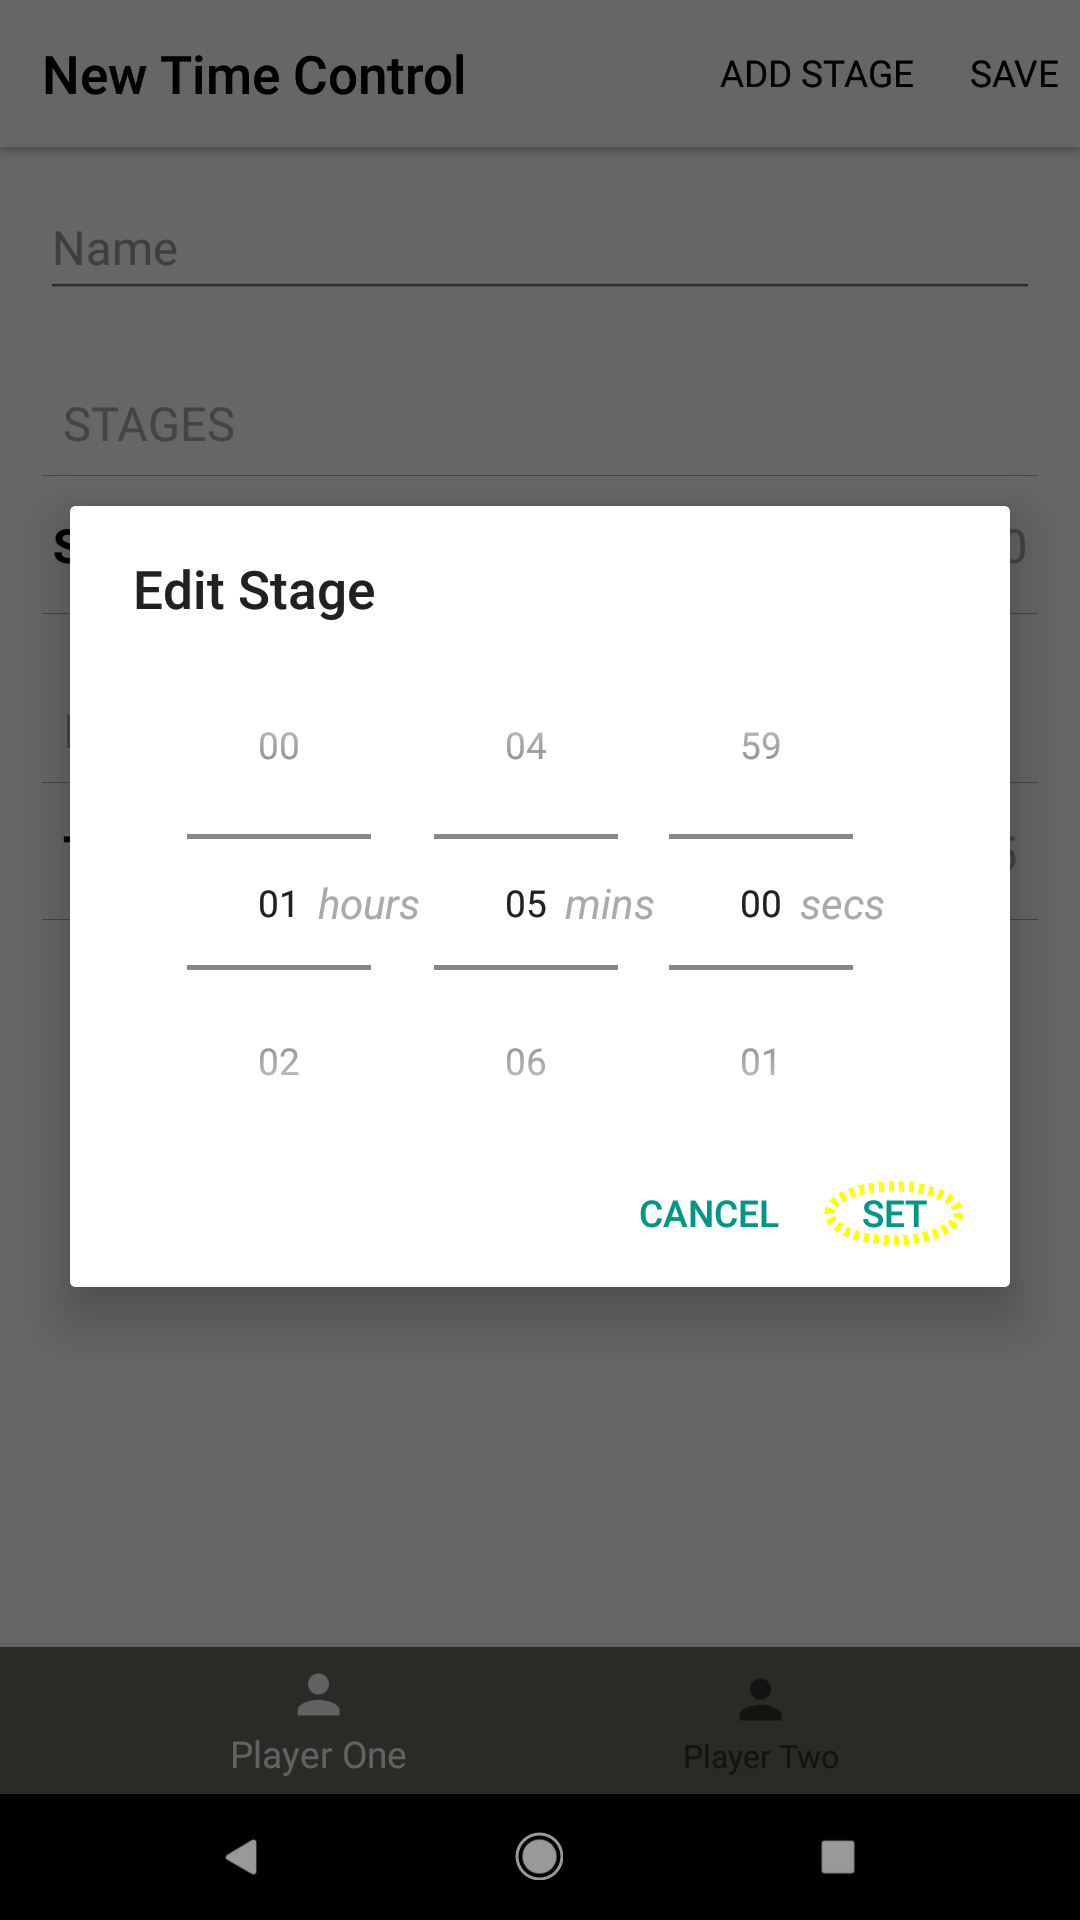 New Time Control ADD STAGE SAVE
Name
STAGES
Edit Stage
00 04 59
01 hours 05 mins 00 secs
02 06 01
CANCEL SET
Player One Player Two